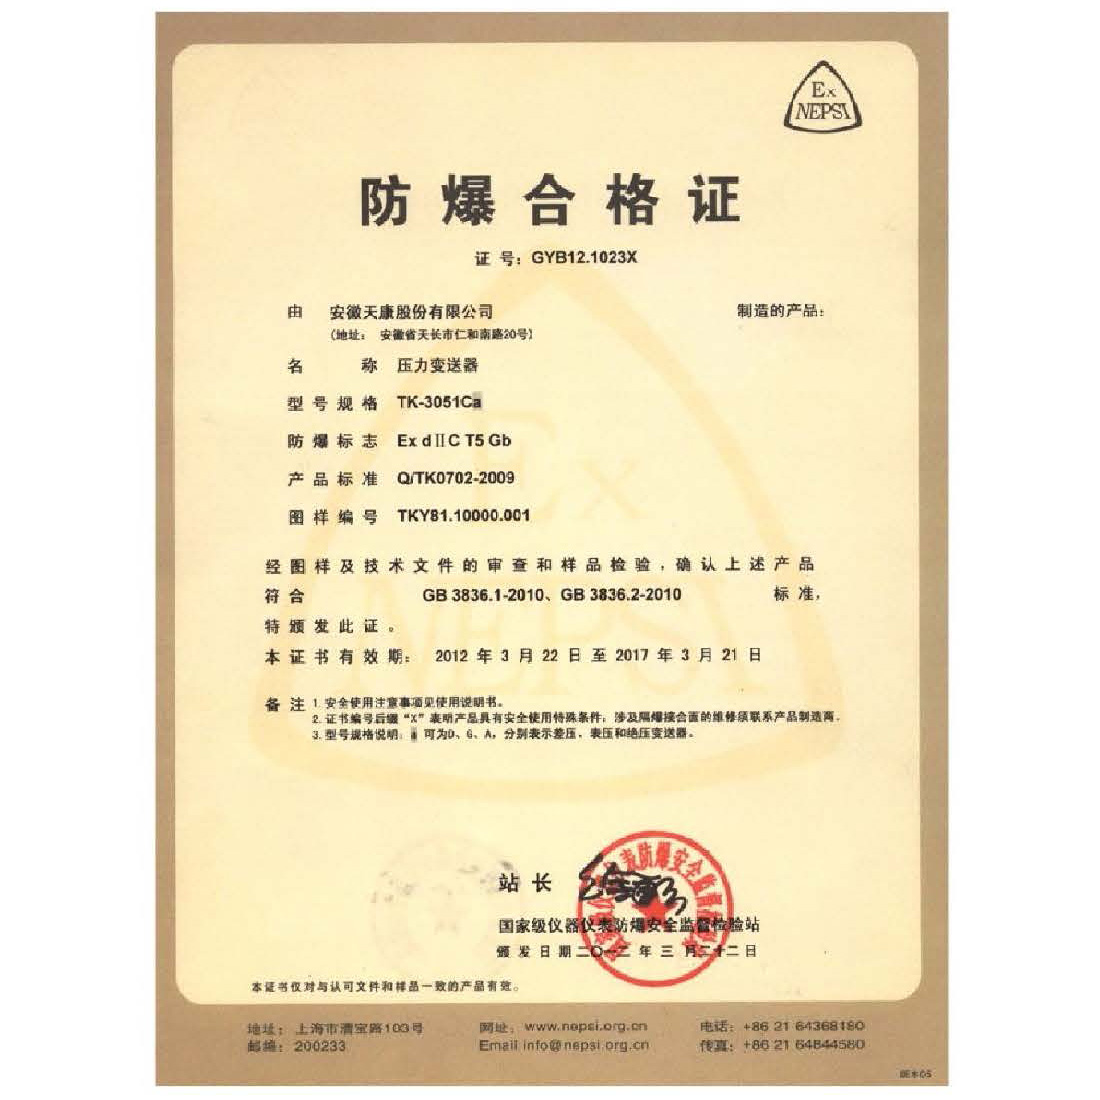 Ex
NEPSI
防爆合格证
证 号：GYB12.1023X
由 安徽天康股份有限公司 制造的产品：
（地址： 安徽省天长市仁和南路20号）
名 称 压力变送器
型号规格 TK-3051Ca
防爆标志 Ex dⅡC T5 Gb
产品标准 Q/TK0702-2009
图样编号 TKY81.10000.001
经图样及技术文件的审查和样品检验，确认上述产品
符合 GB 3836.1-2010、GB 3836.2-2010 标准，
特颁发此证。
本证书有效期： 2012 年 3 月 22 日 至 2017 年 3 月 21 日
备注 1.安全使用注意事项见使用说明书。
2.证书编号后缀“X”表明产品具有安全使用特殊条件：涉及隔爆接合面的维修须联系产品制造商。
3.型号规格说明：a 可为D、G、A，分别表示差压、表压和绝压变送器。
站长
国家级仪器仪表防爆安全监督检验站
颁发日期二〇一二年三月二十二日
本证书仅对与认可文件和样品一致的产品有效。
地址：上海市漕宝路103号 网址：www.nepsi.org.cn 电话：+86 21 64368180
邮编：200233 Email info@nepsi.org.cn 传真：+86 21 64844580